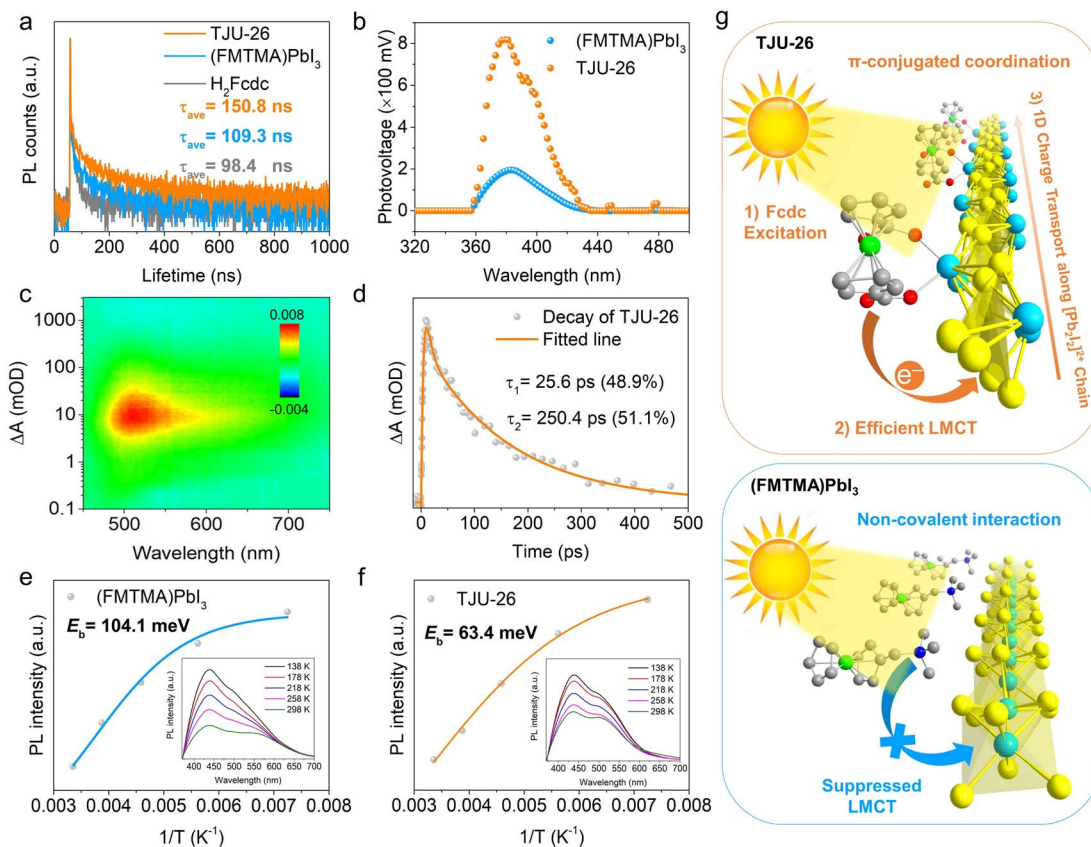 a
TJU-26
(FMTMA)PbI₃
H₂Fcdc
τave= 150.8 ns
τave= 109.3 ns
τave= 98.4 ns
PL counts (a.u.)
0 200 400 600 800 1000
Lifetime (ns)
b
(FMTMA)PbI₃
TJU-26
Photovoltage (×100 mV)
8
6
4
2
0
320 360 400 440 480
Wavelength (nm)
c
ΔA (mOD)
1000
100
10
1
0.1
0.008
-0.004
500 600 700
Wavelength (nm)
d
Decay of TJU-26
Fitted line
τ₁= 25.6 ps (48.9%)
τ₂= 250.4 ps (51.1%)
ΔA (mOD)
0 100 200 300 400 500
Time (ps)
e
(FMTMA)PbI₃
Eb= 104.1 meV
PL intensity (a.u.)
PL intensity (a.u.)
138 K
178 K
218 K
258 K
298 K
400 450 500 550 600 650 700
Wavelength (nm)
0.003 0.004 0.005 0.006 0.007 0.008
1/T (K⁻¹)
f
TJU-26
Eb= 63.4 meV
PL intensity (a.u.)
PL intensity (a.u.)
138 K
178 K
218 K
258 K
298 K
400 450 500 550 600 650 700
Wavelength (nm)
0.003 0.004 0.005 0.006 0.007 0.008
1/T (K⁻¹)
g
TJU-26
π-conjugated coordination
1) Fcdc
Excitation
e⁻
2) Efficient LMCT
3) 1D Charge Transport along [Pb₂I₂]²⁺ Chain
(FMTMA)PbI₃
Non-covalent interaction
Suppressed
LMCT